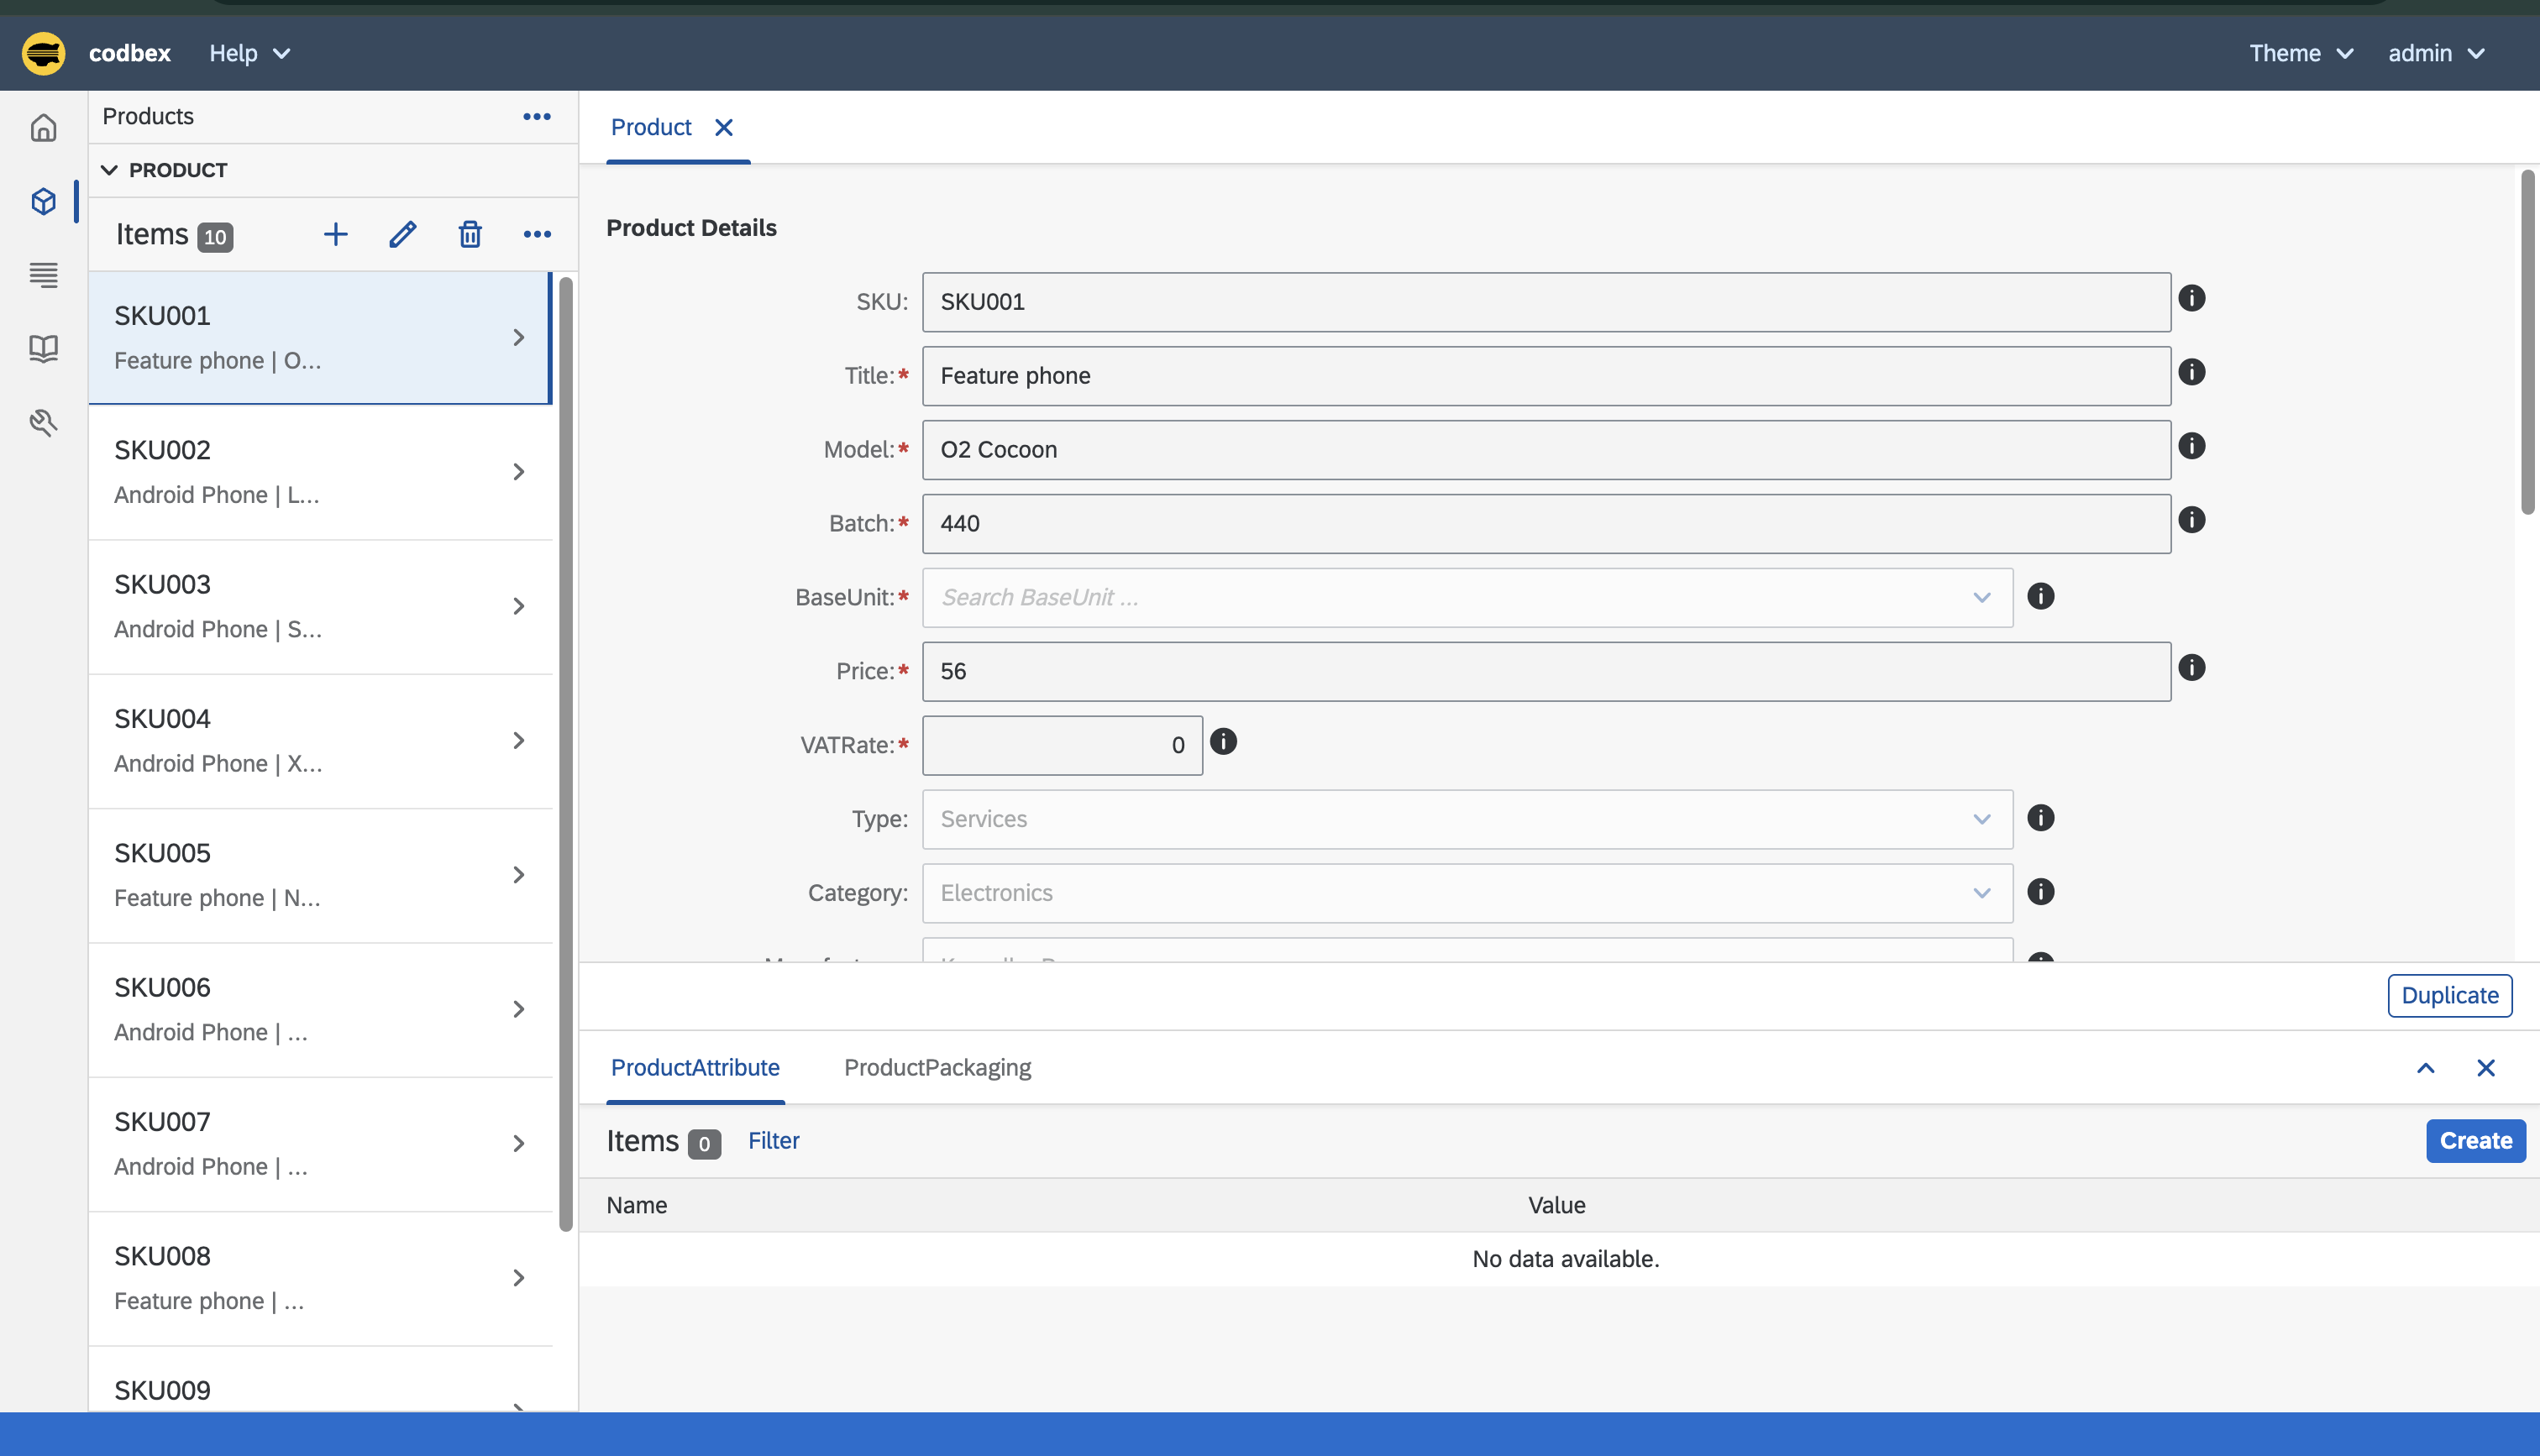 codbex Help Theme admin
Products
PRODUCT
Items 10
SKU001
Feature phone | O...
SKU002
Android Phone | L...
SKU003
Android Phone | S...
SKU004
Android Phone | X...
SKU005
Feature phone | N...
SKU006
Android Phone | ...
SKU007
Android Phone | ...
SKU008
Feature phone | ...
SKU009
Product
Product Details
SKU: SKU001
Title:* Feature phone
Model:* O2 Cocoon
Batch:* 440
BaseUnit:* Search BaseUnit ...
Price:* 56
VATRate:* 0
Type: Services
Category: Electronics
Duplicate
ProductAttribute ProductPackaging
Items 0 Filter Create
Name Value
No data available.